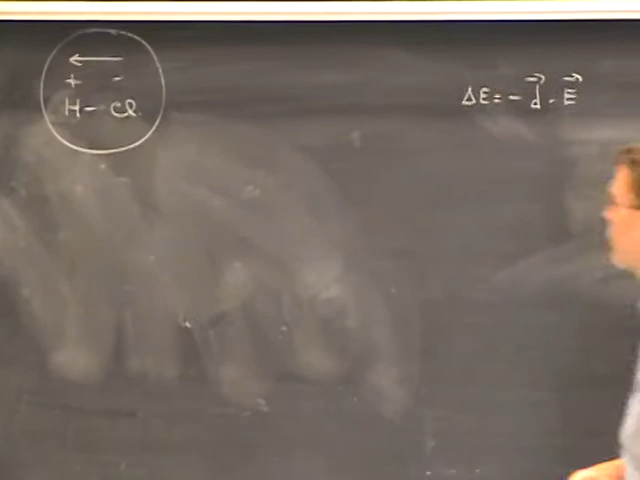 ←
+ -
H-Cl
ΔE = - d⃗ · E⃗